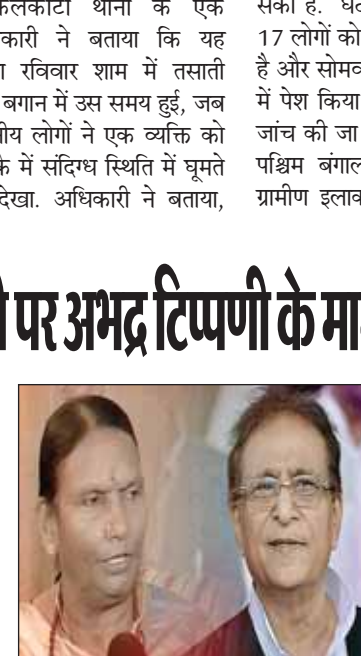 कलकाटा थाना के एक
कारी ने बताया कि यह
रविवार शाम में तसाती
बगान में उस समय हुई, जब
ीय लोगों ने एक व्यक्ति को
के में संदिग्ध स्थिति में घूमते
देखा. अधिकारी ने बताया,
सका है.
17 लोगों को
है और सोमव
में पेश किया
जांच की जा
पश्चिम बंगाल
ग्रामीण इलाक
पर अभद्र टिप्पणी के मा